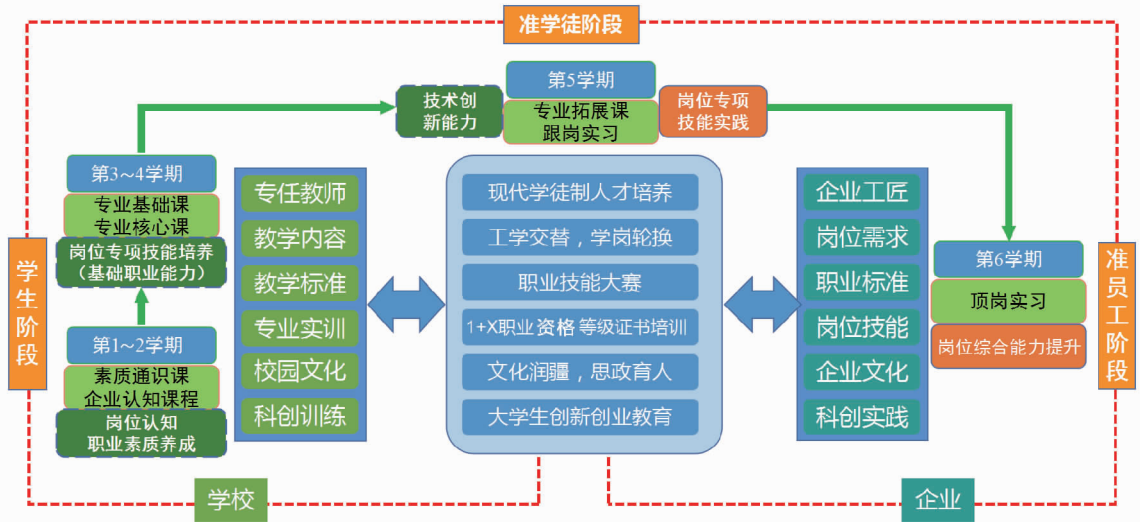 准学徒阶段
第5学期
技术创
新能力
专业拓展课
跟岗实习
岗位专项
技能实践
第3~4学期
专业基础课
专业核心课
岗位专项技能培养
（基础职业能力）
第1~2学期
素质通识课
企业认知课程
岗位认知
职业素质养成
学生阶段
专任教师
教学内容
教学标准
专业实训
校园文化
科创训练
现代学徒制人才培养
工学交替，学岗轮换
职业技能大赛
1+X职业资格等级证书培训
文化润疆，思政育人
大学生创新创业教育
企业工匠
岗位需求
职业标准
岗位技能
企业文化
科创实践
第6学期
顶岗实习
岗位综合能力提升
准员工阶段
学校
企业